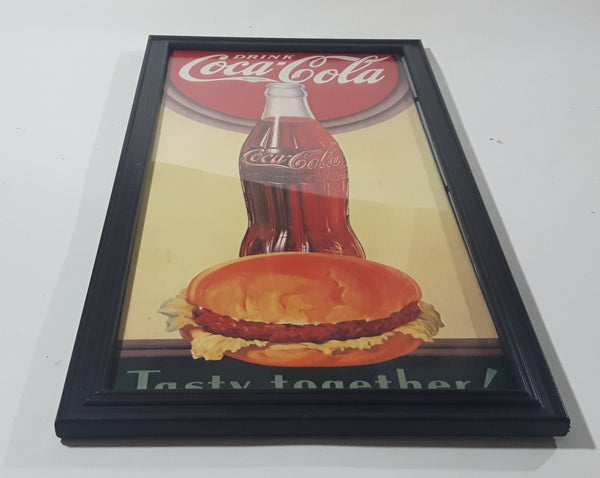 DRINK
Coca-Cola
Coca-Cola
Tasty together!